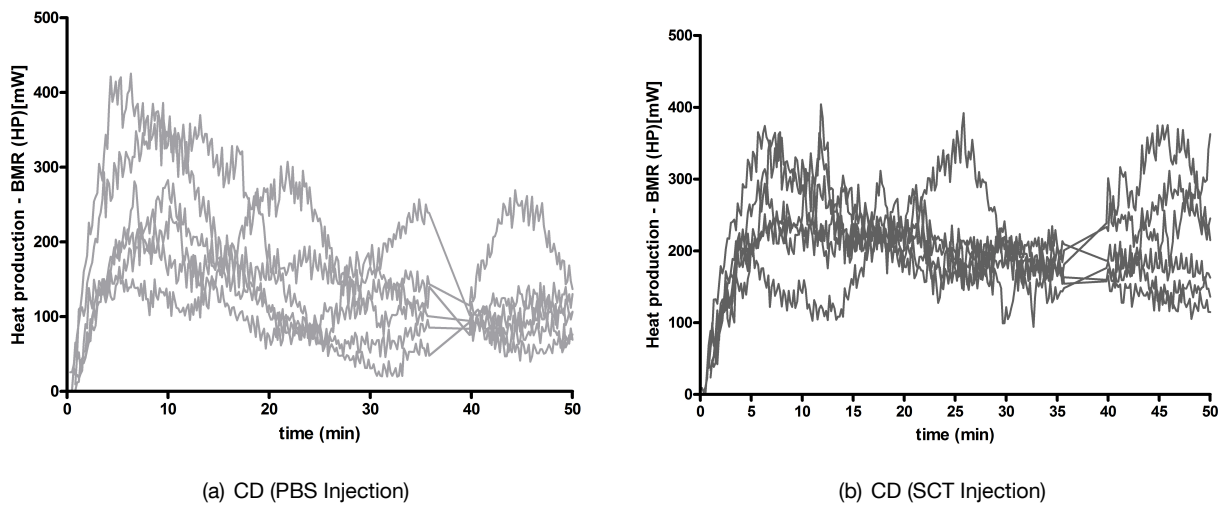 Heat production - BMR (HP)[mW]
500
400
300
200
100
0
0 10 20 30 40 50
time (min)
(a) CD (PBS Injection)
Heat production - BMR (HP)[mW]
500
400
300
200
100
0
0 5 10 15 20 25 30 35 40 45 50
time (min)
(b) CD (SCT Injection)